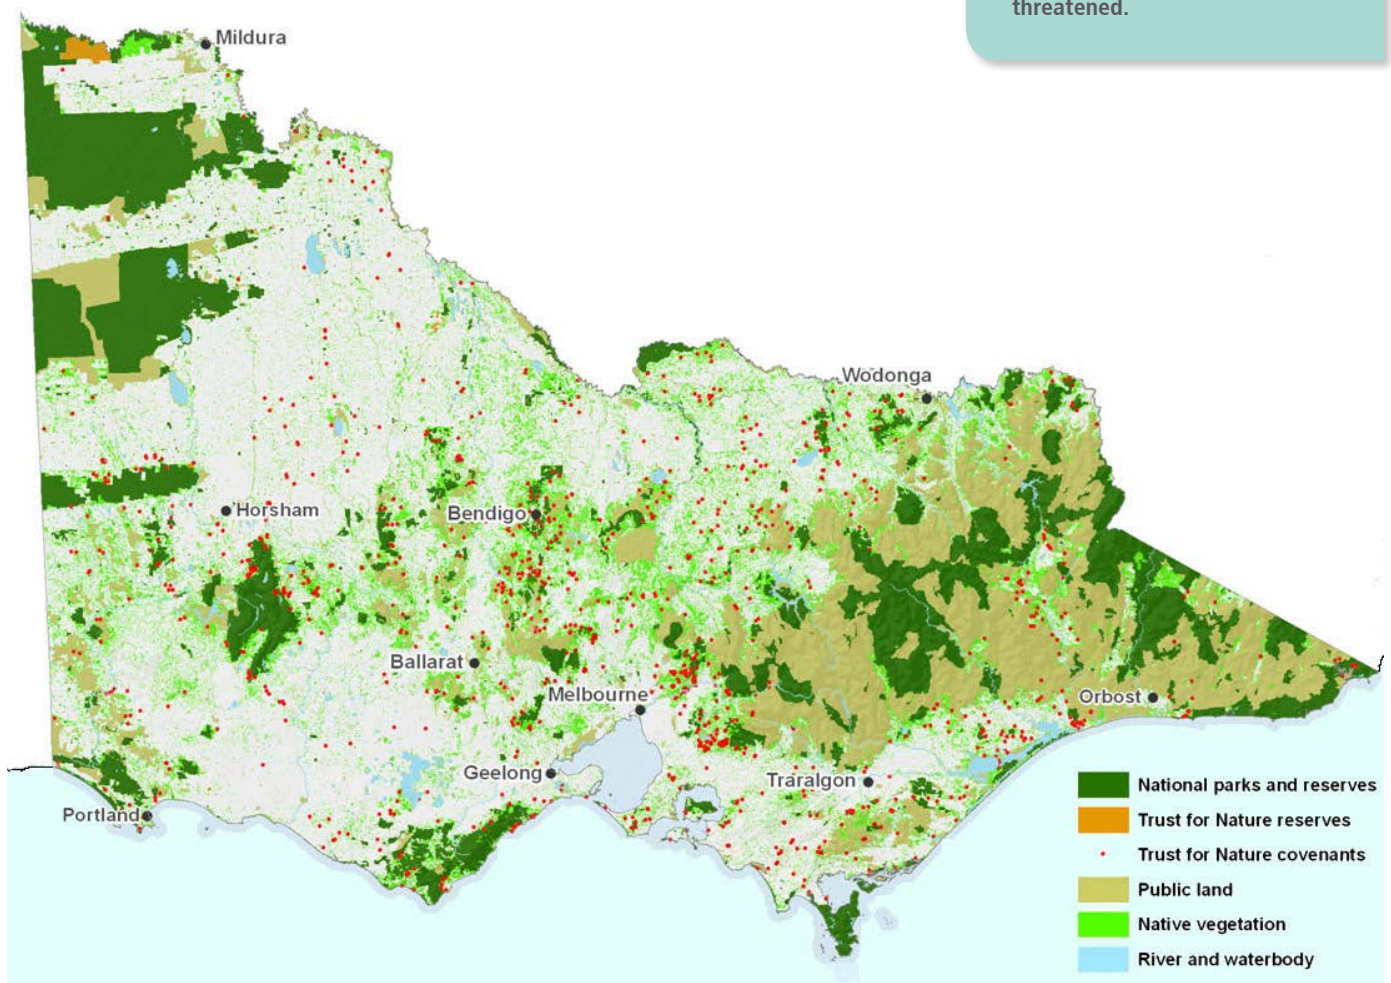 threatened.
Mildura
Wodonga
Horsham
Bendigo
Ballarat
Melbourne
Orbost
Geelong
Traralgon
Portland
National parks and reserves
Trust for Nature reserves
Trust for Nature covenants
Public land
Native vegetation
River and waterbody